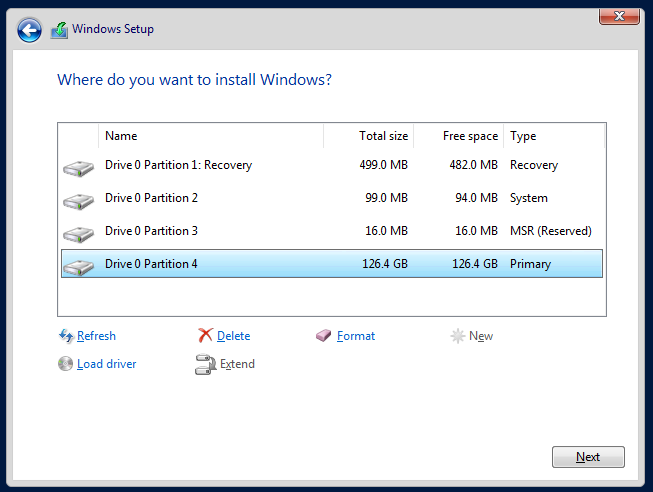 Windows Setup
Where do you want to install Windows?
Name Total size Free space Type
Drive 0 Partition 1: Recovery 499.0 MB 482.0 MB Recovery
Drive 0 Partition 2 99.0 MB 94.0 MB System
Drive 0 Partition 3 16.0 MB 16.0 MB MSR (Reserved)
Drive 0 Partition 4 126.4 GB 126.4 GB Primary
Refresh Delete Format New
Load driver Extend
Next